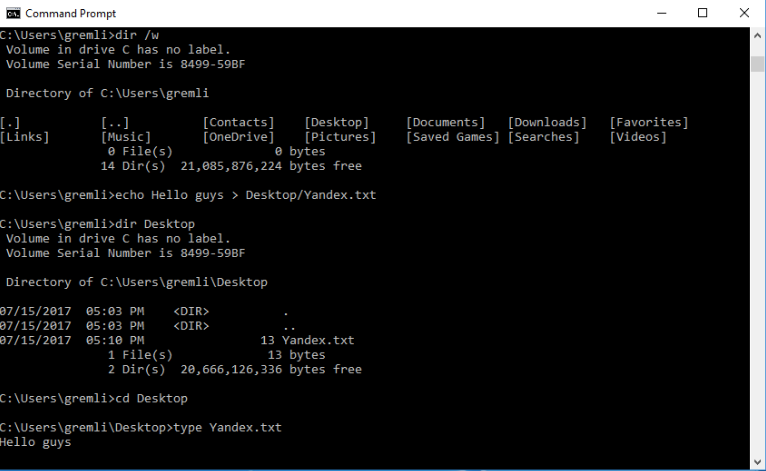 Command Prompt
C:\Users\gremli>dir /w
Volume in drive C has no label.
Volume Serial Number is 8499-59BF
Directory of C:\Users\gremli
[.] [..] [Contacts] [Desktop] [Documents] [Downloads] [Favorites]
[Links] [Music] [OneDrive] [Pictures] [Saved Games] [Searches] [Videos]
0 File(s) 0 bytes
14 Dir(s) 21,085,876,224 bytes free
C:\Users\gremli>echo Hello guys > Desktop/Yandex.txt
C:\Users\gremli>dir Desktop
Volume in drive C has no label.
Volume Serial Number is 8499-59BF
Directory of C:\Users\gremli\Desktop
07/15/2017 05:03 PM <DIR> .
07/15/2017 05:03 PM <DIR> ..
07/15/2017 05:10 PM 13 Yandex.txt
1 File(s) 13 bytes
2 Dir(s) 20,666,126,336 bytes free
C:\Users\gremli>cd Desktop
C:\Users\gremli\Desktop>type Yandex.txt
Hello guys